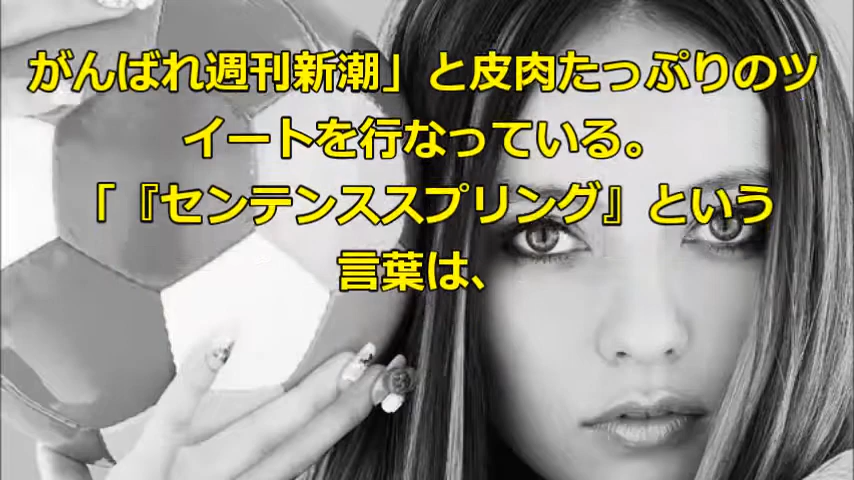 がんばれ週刊新潮」と皮肉たっぷりのツ
イートを行なっている。
「『センテンススプリング』という
言葉は、